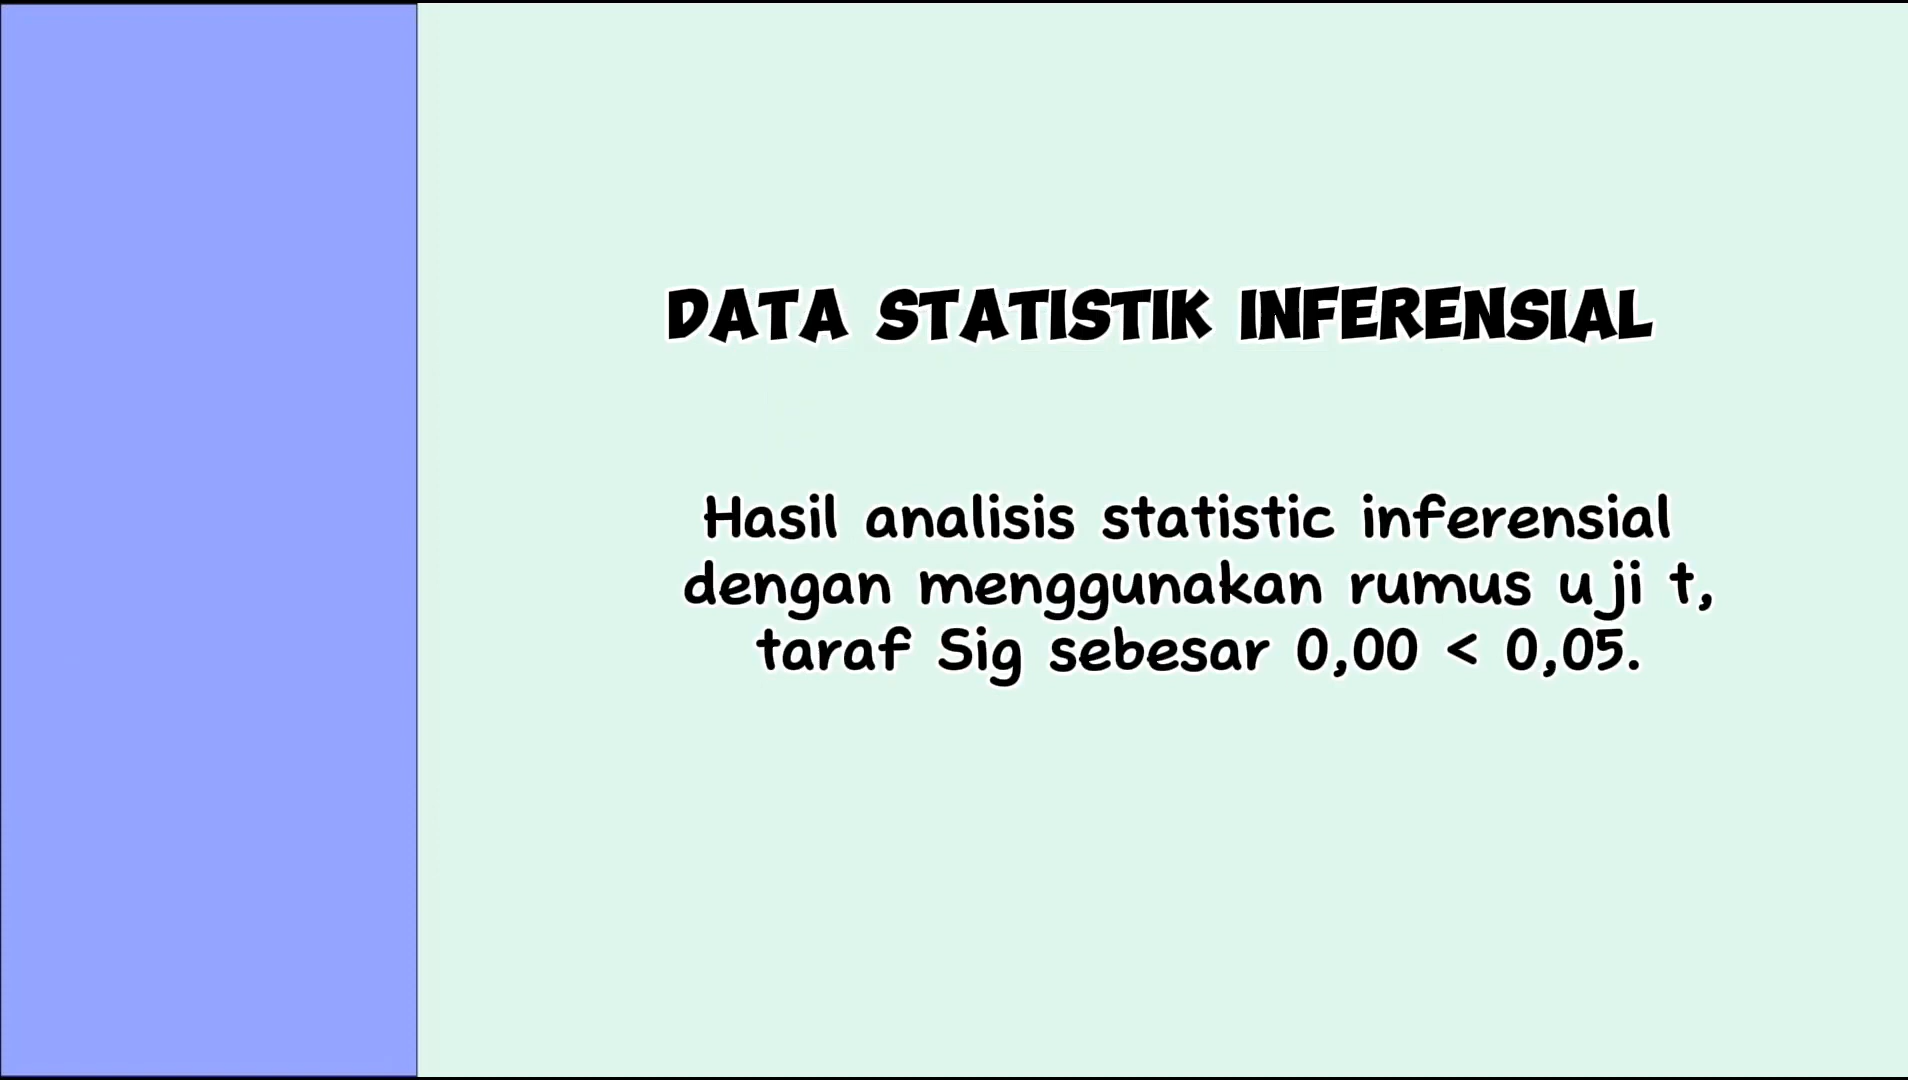 DATA STATISTIK INFERENSIAL
Hasil analisis statistic inferensial
dengan menggunakan rumus uji t,
taraf Sig sebesar 0,00 < 0,05.